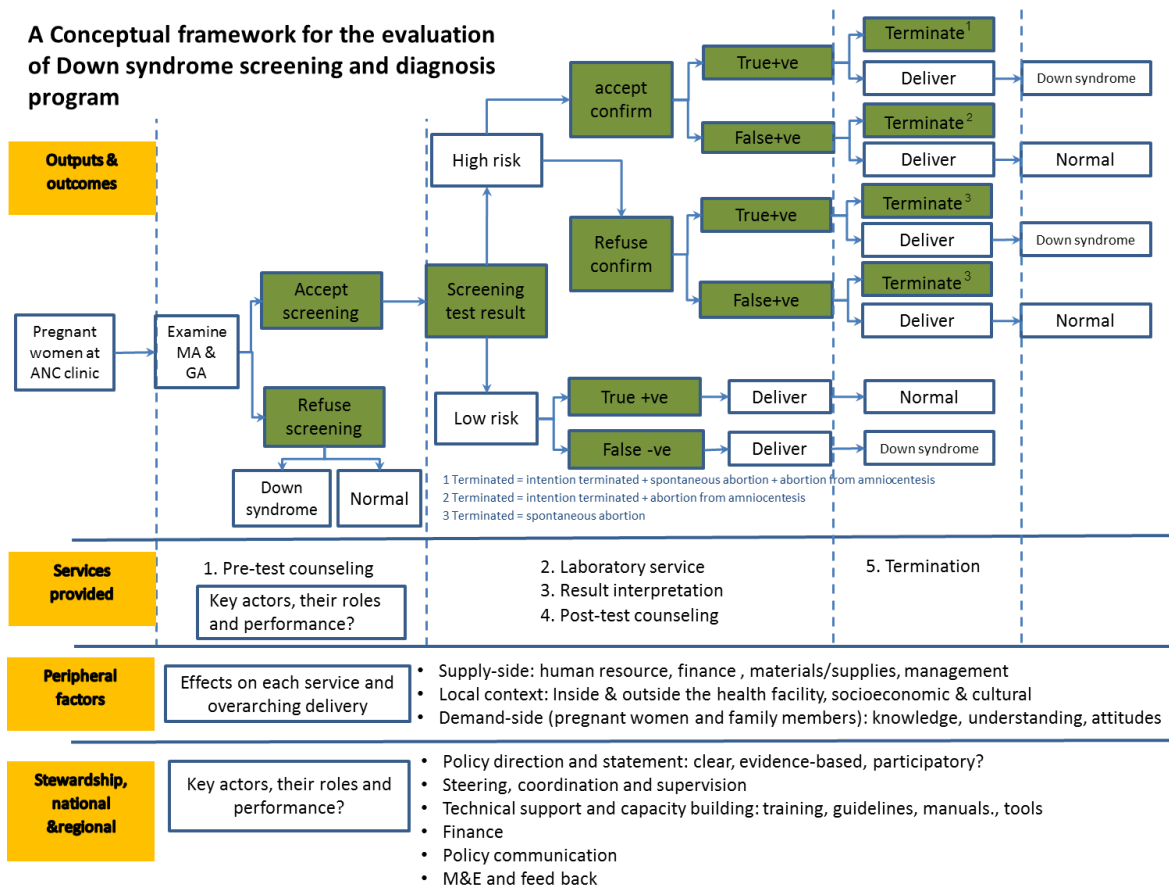 A Conceptual framework for the evaluation
of Down syndrome screening and diagnosis
program
Outputs &
outcomes
Pregnant
women at
ANC clinic
Examine
MA &
GA
Accept
screening
Refuse
screening
Down
syndrome
Normal
Screening
test result
High risk
Low risk
accept
confirm
Refuse
confirm
True+ve
False+ve
True+ve
False+ve
Terminate1
Deliver
Down syndrome
Terminate2
Deliver
Normal
Terminate3
Deliver
Down syndrome
Terminate3
Deliver
Normal
True +ve
Deliver
Normal
False -ve
Deliver
Down syndrome
1 Terminated = intention terminated + spontaneous abortion + abortion from amniocentesis
2 Terminated = intention terminated + abortion from amniocentesis
3 Terminated = spontaneous abortion
Services
provided
1. Pre-test counseling
Key actors, their roles
and performance?
2. Laboratory service
3. Result interpretation
4. Post-test counseling
5. Termination
Peripheral
factors
Effects on each service and
overarching delivery
• Supply-side: human resource, finance , materials/supplies, management
• Local context: Inside & outside the health facility, socioeconomic & cultural
• Demand-side (pregnant women and family members): knowledge, understanding, attitudes
Stewardship,
national
&regional
Key actors, their roles and
performance?
• Policy direction and statement: clear, evidence-based, participatory?
• Steering, coordination and supervision
• Technical support and capacity building: training, guidelines, manuals., tools
• Finance
• Policy communication
• M&E and feed back